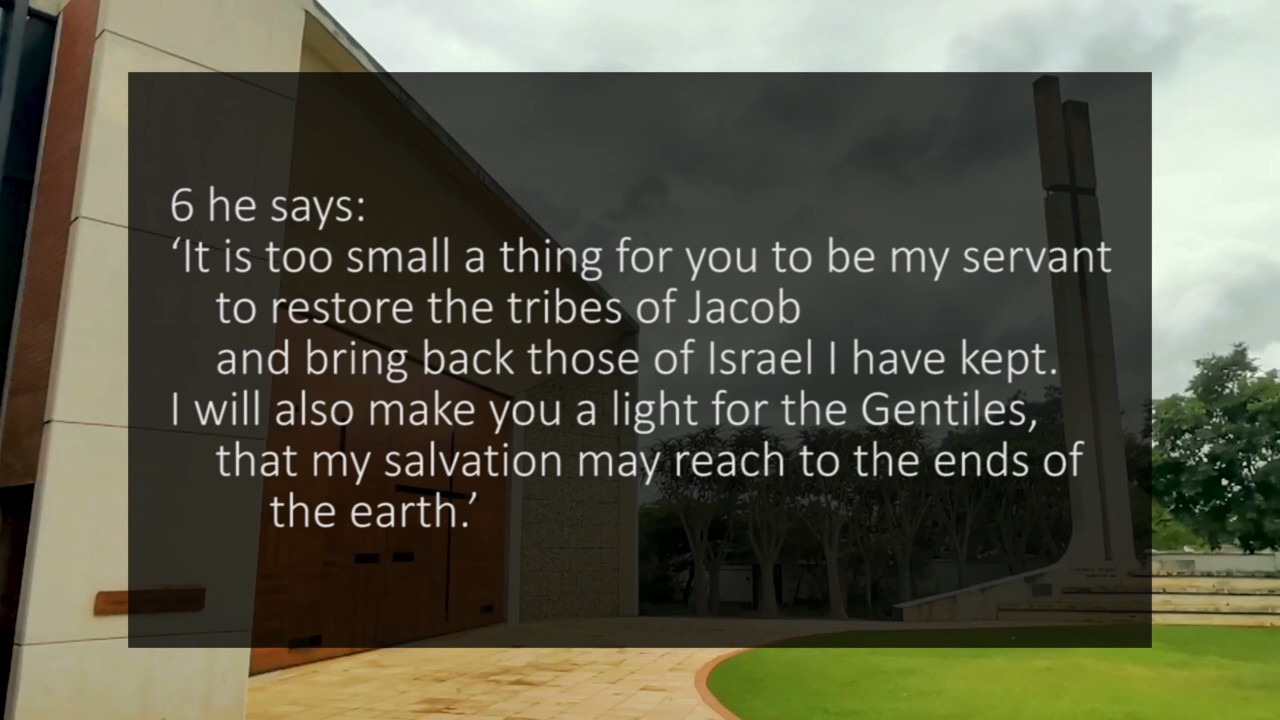 6 he says:
‘It is too small a thing for you to be my servant
to restore the tribes of Jacob
and bring back those of Israel I have kept.
I will also make you a light for the Gentiles,
that my salvation may reach to the ends of
the earth.’